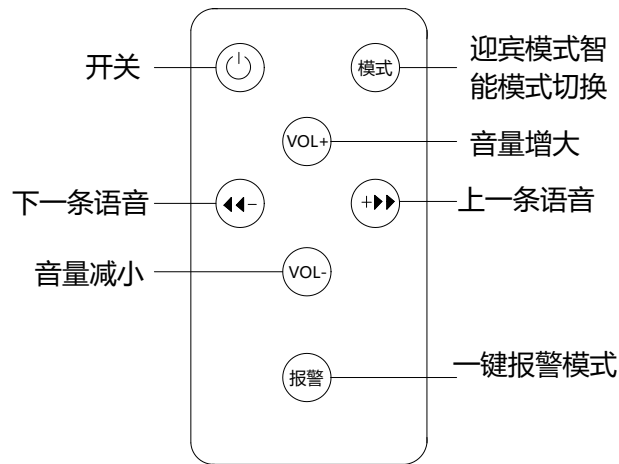 开关
模式
迎宾模式智
能模式切换
VOL+
音量增大
下一条语音
-
+
上一条语音
音量减小
VOL-
报警
一键报警模式